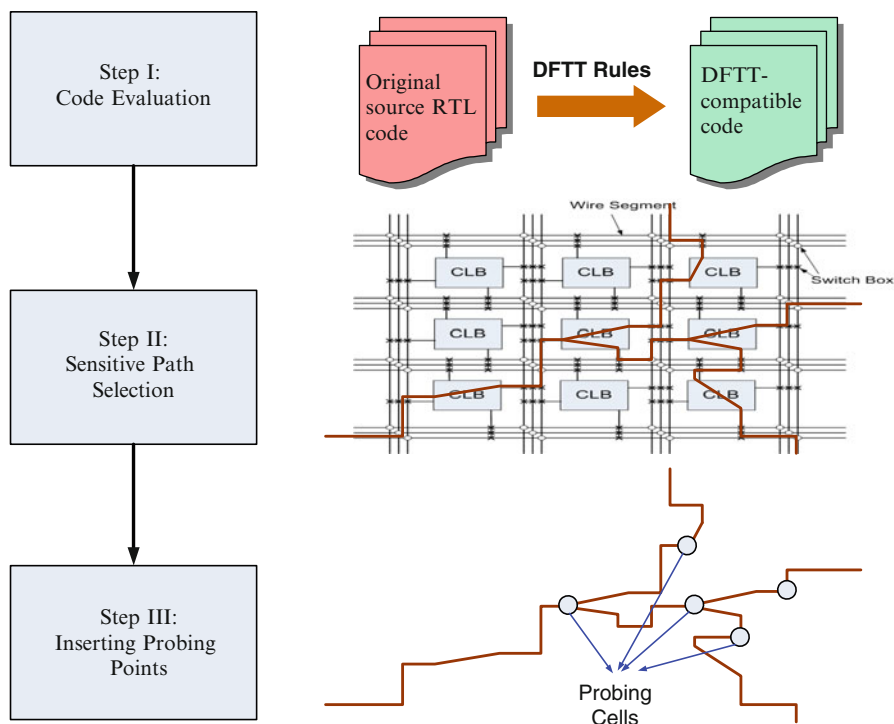 Step I:
Code Evaluation
Original
source RTL
code
DFTT Rules
DFTT-
compatible
code
Step II:
Sensitive Path
Selection
Wire Segment
CLB
CLB
CLB
Switch Box
CLB
CLB
CLB
CLB
CLB
CLB
Step III:
Inserting Probing
Points
Probing
Cells